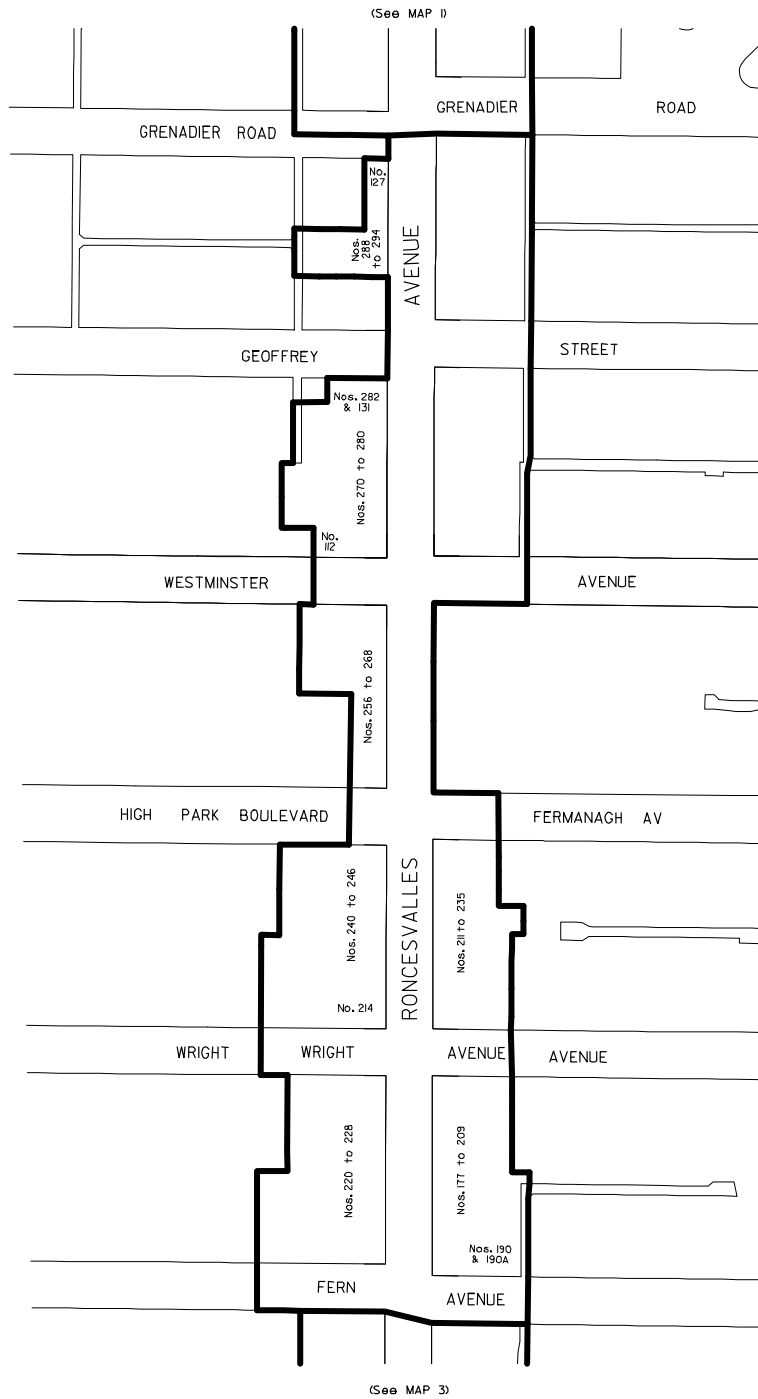 (See MAP 1)
GRENADIER ROAD
GRENADIER ROAD
No.
127
Nos.
288
to 294
AVENUE
GEOFFREY STREET
Nos. 282
& 131
Nos. 270 to 280
No.
112
WESTMINSTER AVENUE
Nos. 256 to 268
HIGH PARK BOULEVARD FERMANAGH AV
Nos. 240 to 246
RONCESVALLES
Nos. 211 to 235
No. 214
WRIGHT WRIGHT AVENUE AVENUE
Nos. 220 to 228
Nos. 177 to 209
Nos. 190
& 190A
FERN AVENUE
(See MAP 3)